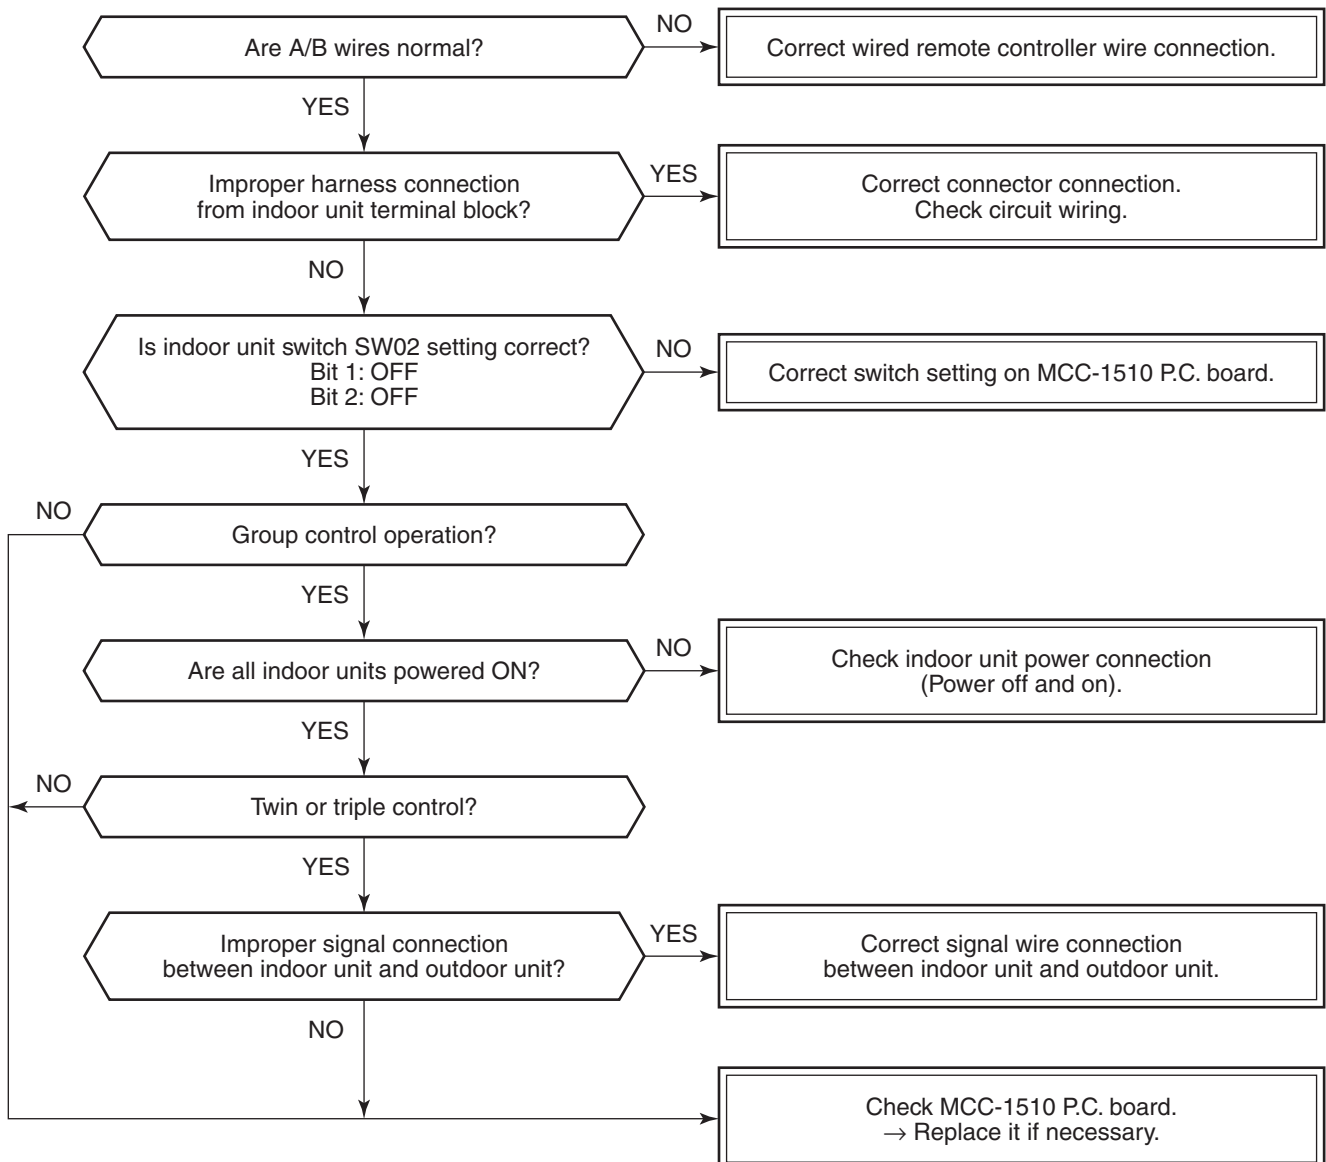 Are A/B wires normal?
NO
Correct wired remote controller wire connection.
YES
Improper harness connection
from indoor unit terminal block?
YES
Correct connector connection.
Check circuit wiring.
NO
Is indoor unit switch SW02 setting correct?
Bit 1: OFF
Bit 2: OFF
NO
Correct switch setting on MCC-1510 P.C. board.
YES
NO
Group control operation?
YES
Are all indoor units powered ON?
NO
Check indoor unit power connection
(Power off and on).
YES
NO
Twin or triple control?
YES
Improper signal connection
between indoor unit and outdoor unit?
YES
Correct signal wire connection
between indoor unit and outdoor unit.
NO
Check MCC-1510 P.C. board.
→ Replace it if necessary.